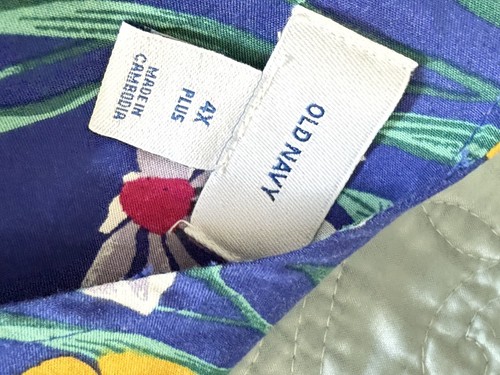 OLD NAVY
4X
PLUS
MADE IN
CAMBODIA